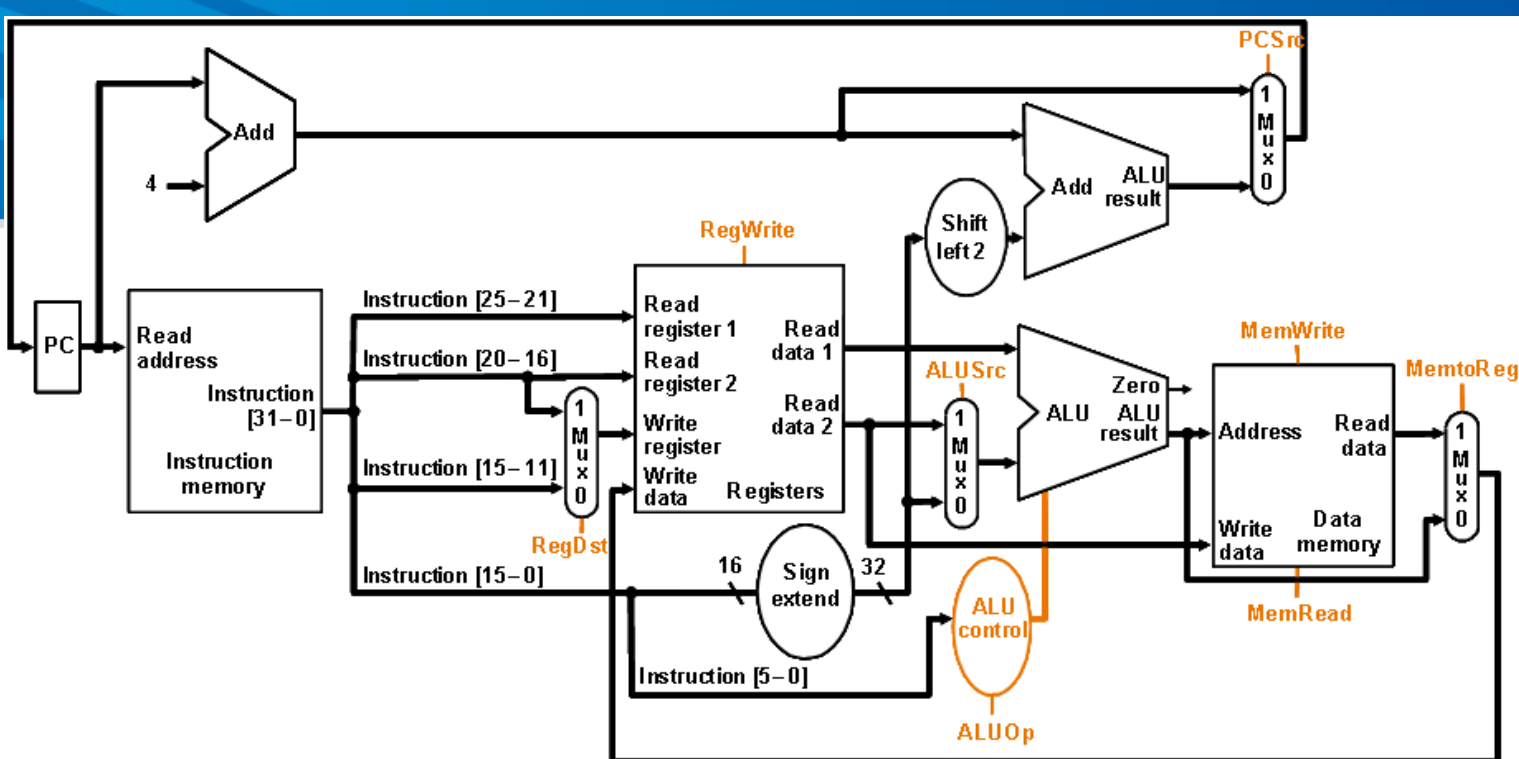 PCSrc
1
M
u
x
0
Add
4
Add
ALU
result
Shift
left 2
RegWrite
PC
Read
address
Instruction
[31–0]
Instruction
memory
Instruction [25–21]
Instruction [20–16]
Instruction [15–11]
Instruction [15–0]
Instruction [5–0]
1
M
u
x
0
RegDst
Read
register 1
Read
register 2
Write
register
Write
data
Read
data 1
Read
data 2
Registers
16
Sign
extend
32
ALUSrc
1
M
u
x
0
Zero
ALU
ALU
result
ALU
control
ALUOp
MemWrite
Address
Read
data
Write
data
Data
memory
MemRead
MemtoReg
1
M
u
x
0